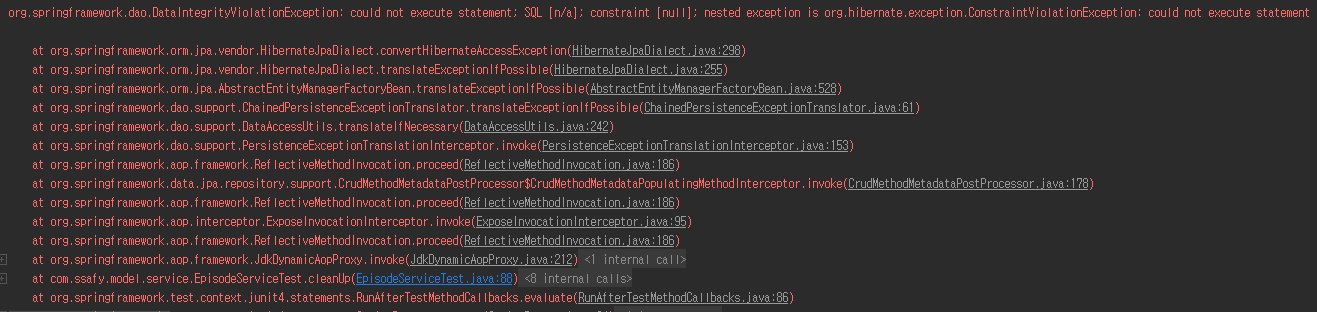 org.springframework.dao.DataIntegrityViolationException: could not execute statement; SQL [n/a]; constraint [null]; nested exception is org.hibernate.exception.ConstraintViolationException: could not execute statement
at org.springframework.orm.jpa.vendor.HibernateJpaDialect.convertHibernateAccessException(HibernateJpaDialect.java:298)
at org.springframework.orm.jpa.vendor.HibernateJpaDialect.translateExceptionIfPossible(HibernateJpaDialect.java:255)
at org.springframework.orm.jpa.AbstractEntityManagerFactoryBean.translateExceptionIfPossible(AbstractEntityManagerFactoryBean.java:528)
at org.springframework.dao.support.ChainedPersistenceExceptionTranslator.translateExceptionIfPossible(ChainedPersistenceExceptionTranslator.java:61)
at org.springframework.dao.support.DataAccessUtils.translateIfNecessary(DataAccessUtils.java:242)
at org.springframework.dao.support.PersistenceExceptionTranslationInterceptor.invoke(PersistenceExceptionTranslationInterceptor.java:153)
at org.springframework.aop.framework.ReflectiveMethodInvocation.proceed(ReflectiveMethodInvocation.java:186)
at org.springframework.data.jpa.repository.support.CrudMethodMetadataPostProcessor$CrudMethodMetadataPopulatingMethodInterceptor.invoke(CrudMethodMetadataPostProcessor.java:178)
at org.springframework.aop.framework.ReflectiveMethodInvocation.proceed(ReflectiveMethodInvocation.java:186)
at org.springframework.aop.interceptor.ExposeInvocationInterceptor.invoke(ExposeInvocationInterceptor.java:95)
at org.springframework.aop.framework.ReflectiveMethodInvocation.proceed(ReflectiveMethodInvocation.java:186)
at org.springframework.aop.framework.JdkDynamicAopProxy.invoke(JdkDynamicAopProxy.java:212) <1 internal call>
at com.ssafy.model.service.EpisodeServiceTest.cleanUp(EpisodeServiceTest.java:88) <8 internal calls>
at org.springframework.test.context.junit4.statements.RunAfterTestMethodCallbacks.evaluate(RunAfterTestMethodCallbacks.java:86)